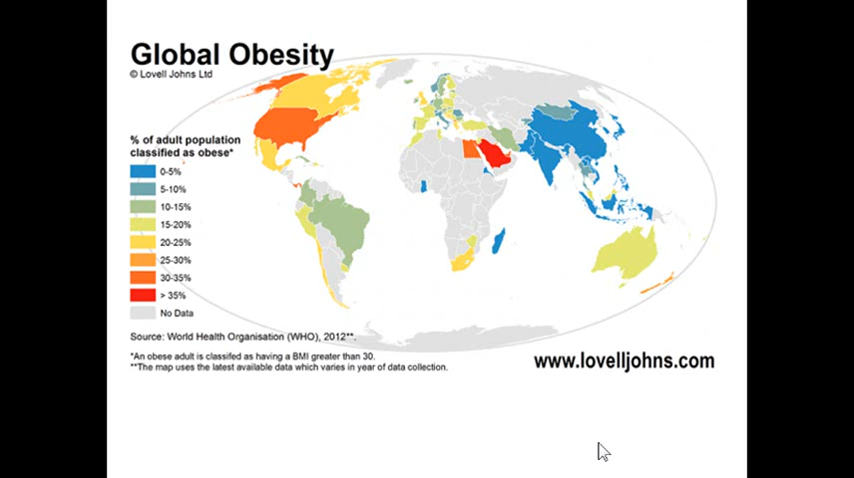 Global Obesity
© Lovell Johns Ltd
% of adult population
classified as obese*
0-5%
5-10%
10-15%
15-20%
20-25%
25-30%
30-35%
> 35%
No Data
Source: World Health Organisation (WHO), 2012**.
*An obese adult is classifed as having a BMI greater than 30.
**The map uses the latest available data which varies in year of data collection.
www.lovelljohns.com